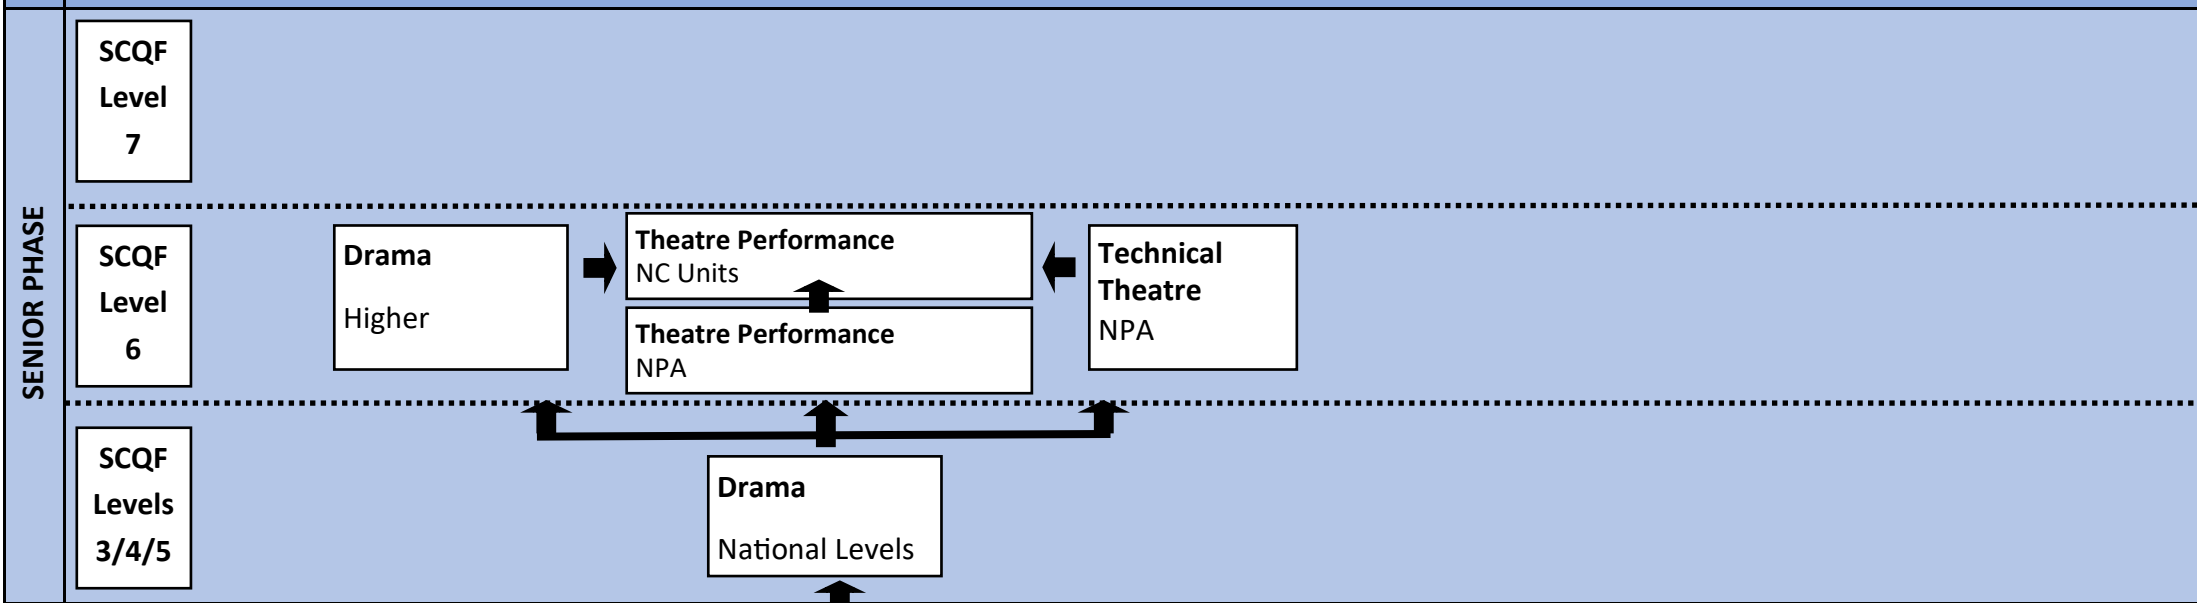 SENIOR PHASE
SCQF
Level
7
SCQF
Level
6
Drama
Higher
Theatre Performance
NC Units
Theatre Performance
NPA
Technical
Theatre
NPA
SCQF
Levels
3/4/5
Drama
National Levels